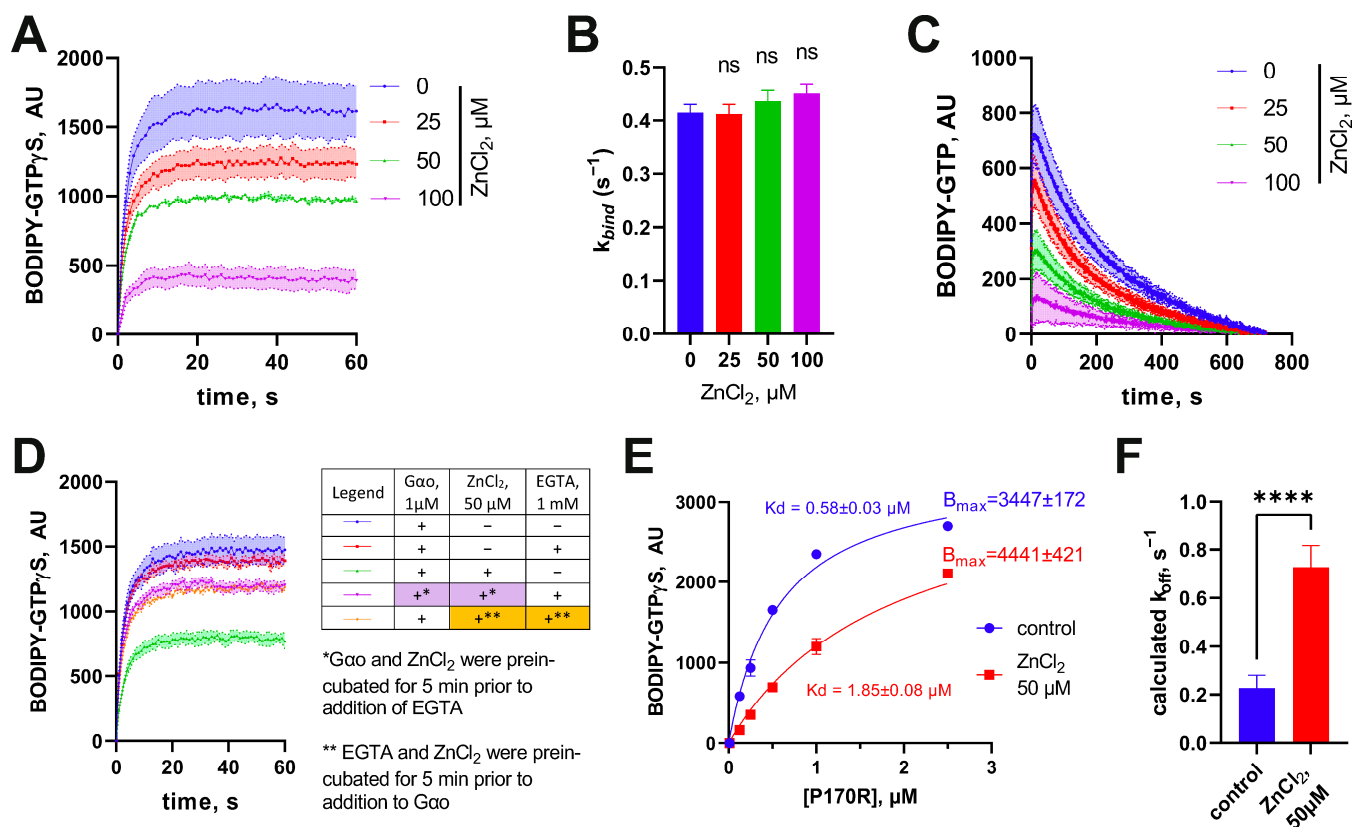 A
2000
1500
1000
500
0
BODIPY-GTPγS, AU
0 20 40 60
time, s
0
25
50
100
ZnCl2, µM
B
0.5
0.4
0.3
0.2
0.1
0.0
kbind (s−1)
ns ns ns
0 25 50 100
ZnCl2, µM
C
1000
800
600
400
200
0
BODIPY-GTP, AU
0 200 400 600 800
time, s
0
25
50
100
ZnCl2, µM
D
2000
1500
1000
500
0
BODIPY-GTPγS, AU
0 20 40 60
time, s
Legend Gαo, 1µM ZnCl2, 50 µM EGTA, 1 mM
+ − −
+ − +
+ + −
+* +* +
+ +** +**
*Gαo and ZnCl2 were prein-
cubated for 5 min prior to
addition of EGTA
** EGTA and ZnCl2 were prein-
cubated for 5 min prior to
addition to Gαo
E
3000
2000
1000
0
BODIPY-GTPγS, AU
Kd = 0.58±0.03 µM
Bmax=3447±172
Bmax=4441±421
Kd = 1.85±0.08 µM
control
ZnCl2
50 µM
0 1 2 3
[P170R], µM
F
1.0
0.8
0.6
0.4
0.2
0.0
calculated koff, s−1
****
control
ZnCl2,
50µM